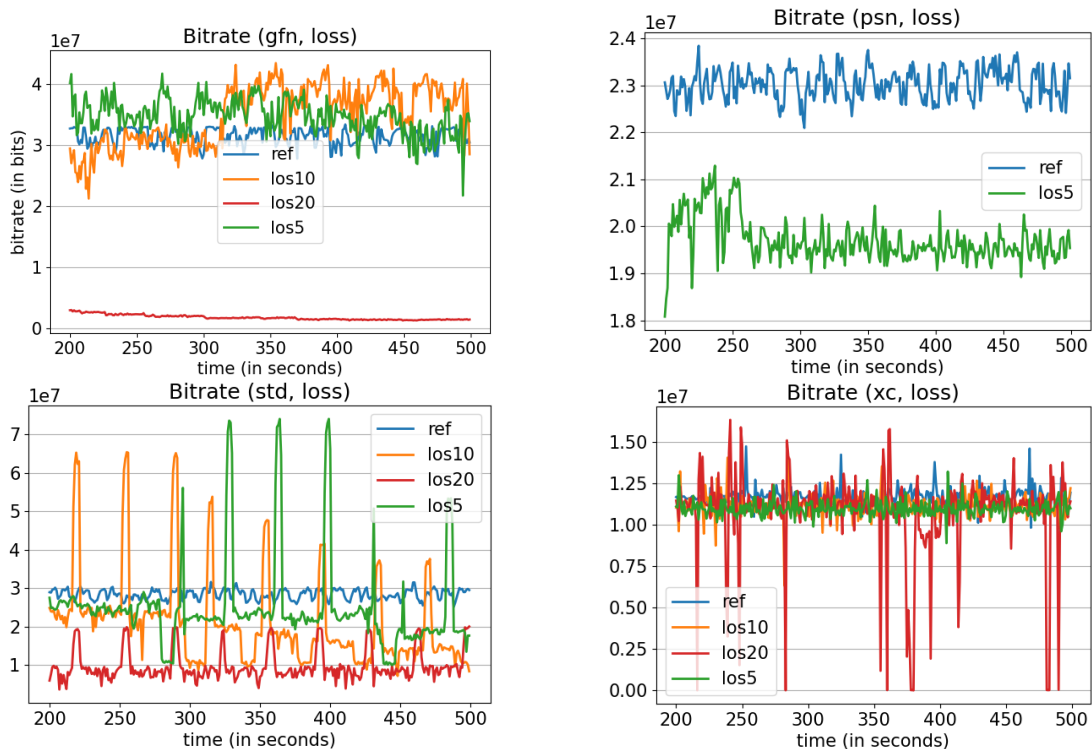 1e7
Bitrate (gfn, loss)
bitrate (in bits)
4
3
2
1
0
ref
los10
los20
los5
200 250 300 350 400 450 500
time (in seconds)
1e7
Bitrate (psn, loss)
2.4
2.3
2.2
2.1
2.0
1.9
1.8
ref
los5
200 250 300 350 400 450 500
time (in seconds)
1e7
Bitrate (std, loss)
7
6
5
4
3
2
1
ref
los10
los20
los5
200 250 300 350 400 450 500
time (in seconds)
1e7
Bitrate (xc, loss)
1.50
1.25
1.00
0.75
0.50
0.25
0.00
ref
los10
los20
los5
200 250 300 350 400 450 500
time (in seconds)